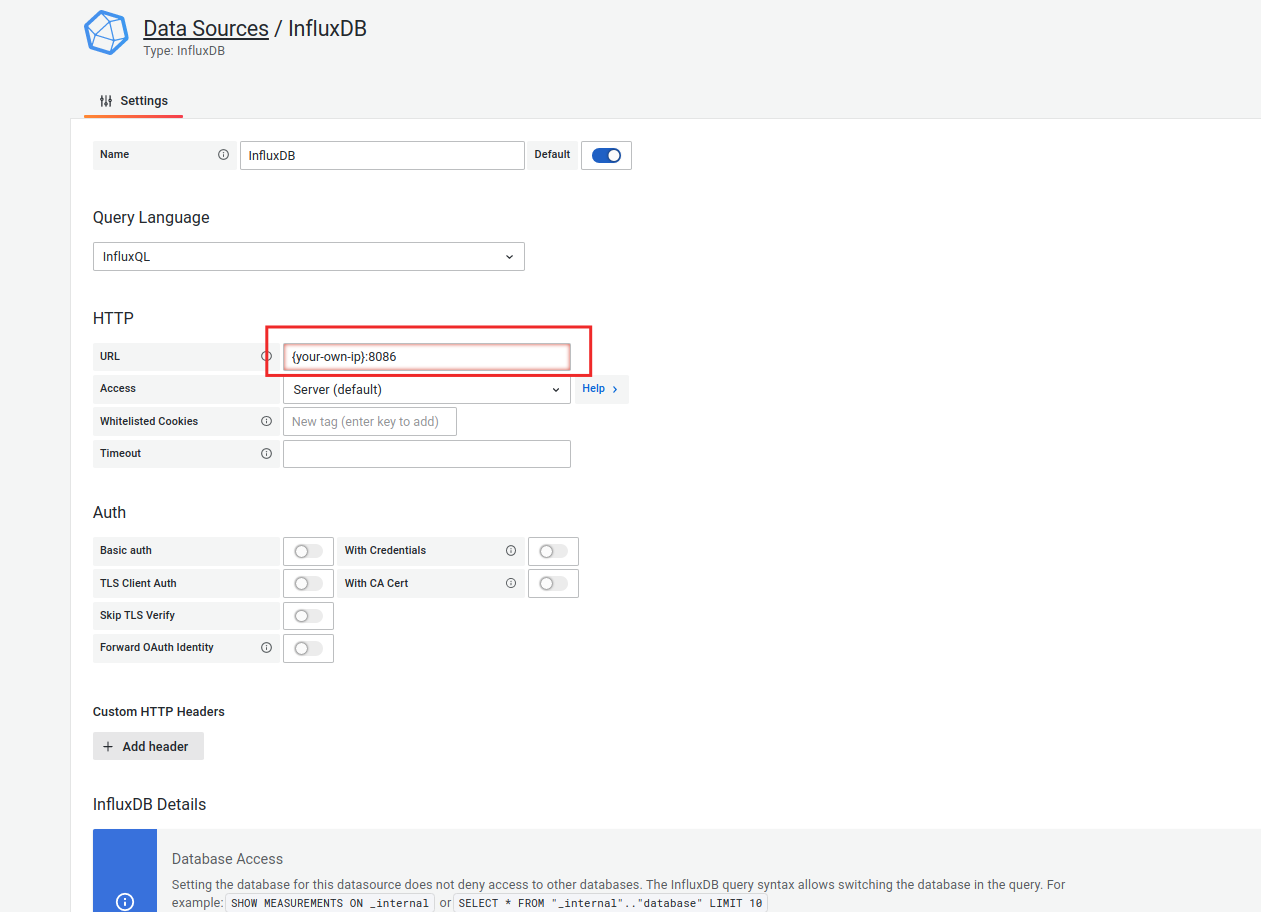 Data Sources / InfluxDB
Type: InfluxDB
Settings
Name InfluxDB Default
Query Language
InfluxQL
HTTP
URL {your-own-ip}:8086
Access Server (default) Help
Whitelisted Cookies New tag (enter key to add)
Timeout
Auth
Basic auth With Credentials
TLS Client Auth With CA Cert
Skip TLS Verify
Forward OAuth Identity
Custom HTTP Headers
+ Add header
InfluxDB Details
Database Access
Setting the database for this datasource does not deny access to other databases. The InfluxDB query syntax allows switching the database in the query. For
example: SHOW MEASUREMENTS ON _internal or SELECT * FROM "_internal".."database" LIMIT 10